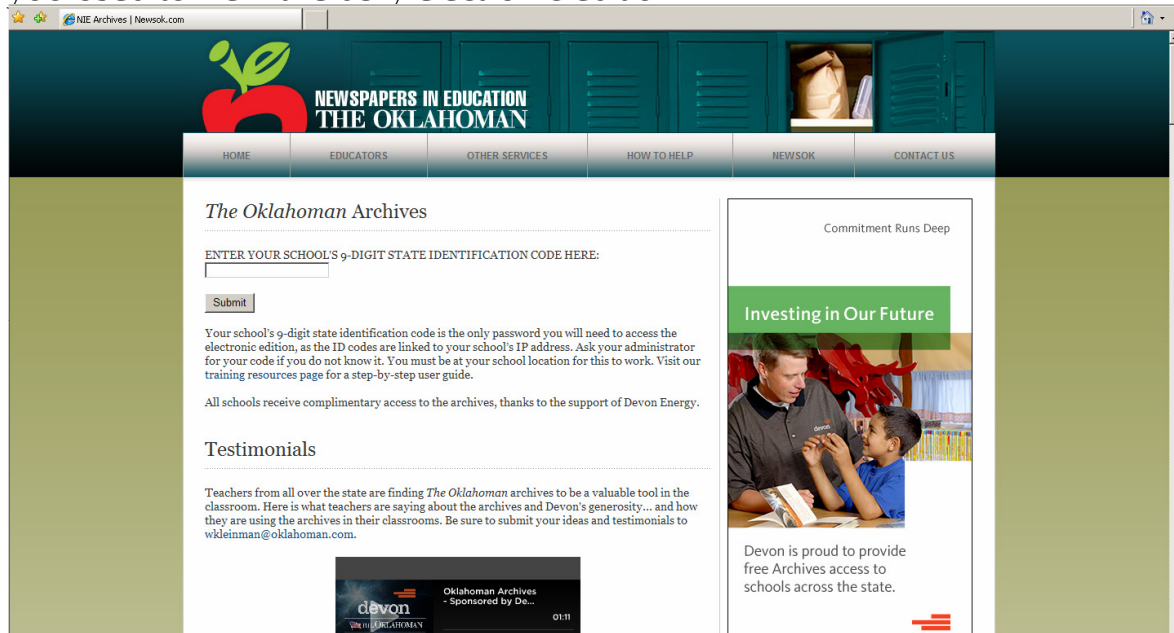 NIE Archives | Newsok.com
NEWSPAPERS IN EDUCATION
THE OKLAHOMAN
HOME
EDUCATORS
OTHER SERVICES
HOW TO HELP
NEWSOK
CONTACT US
The Oklahoman Archives
ENTER YOUR SCHOOL'S 9-DIGIT STATE IDENTIFICATION CODE HERE:
Submit
Your school's 9-digit state identification code is the only password you will need to access the
electronic edition, as the ID codes are linked to your school's IP address. Ask your administrator
for your code if you do not know it. You must be at your school location for this to work. Visit our
training resources page for a step-by-step user guide.
All schools receive complimentary access to the archives, thanks to the support of Devon Energy.
Testimonials
Teachers from all over the state are finding The Oklahoman archives to be a valuable tool in the
classroom. Here is what teachers are saying about the archives and Devon's generosity... and how
they are using the archives in their classrooms. Be sure to submit your ideas and testimonials to
wkleinman@oklahoman.com.
devon
THE OKLAHOMAN
Oklahoman Archives
- Sponsored by De...
01:11
Commitment Runs Deep
Investing in Our Future
devon
Devon is proud to provide
free Archives access to
schools across the state.